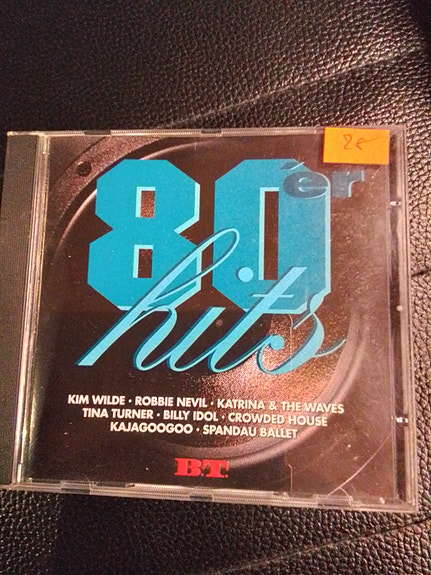 2€
80'er
hits
KIM WILDE · ROBBIE NEVIL · KATRINA & THE WAVES
TINA TURNER · BILLY IDOL · CROWDED HOUSE
KAJAGOOGOO · SPANDAU BALLET
B.T.